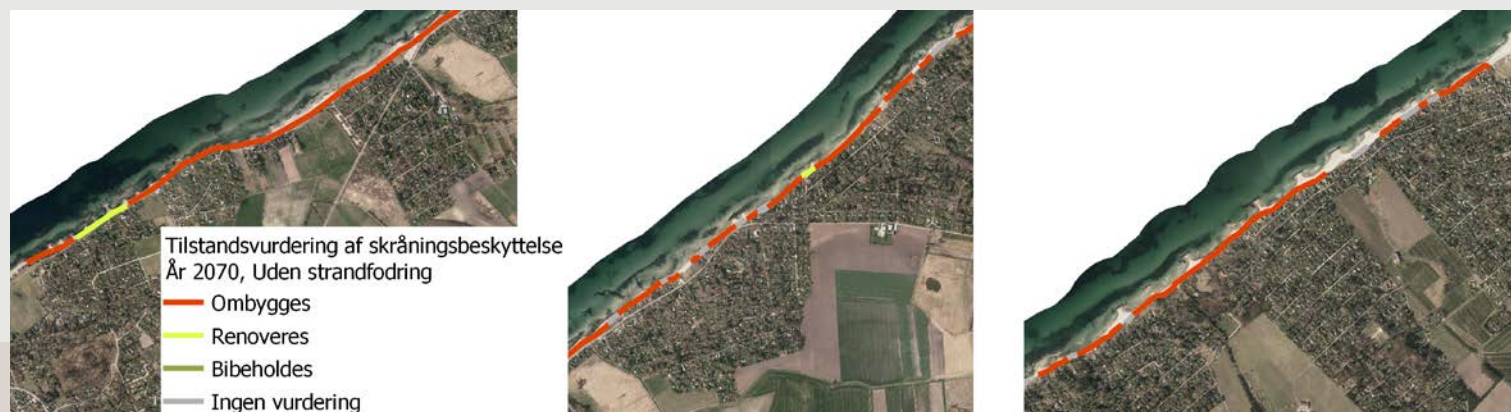 Tilstandsvurdering af skråningsbeskyttelse
År 2070, Uden strandfodring
Ombygges
Renoveres
Bibeholdes
Ingen vurdering